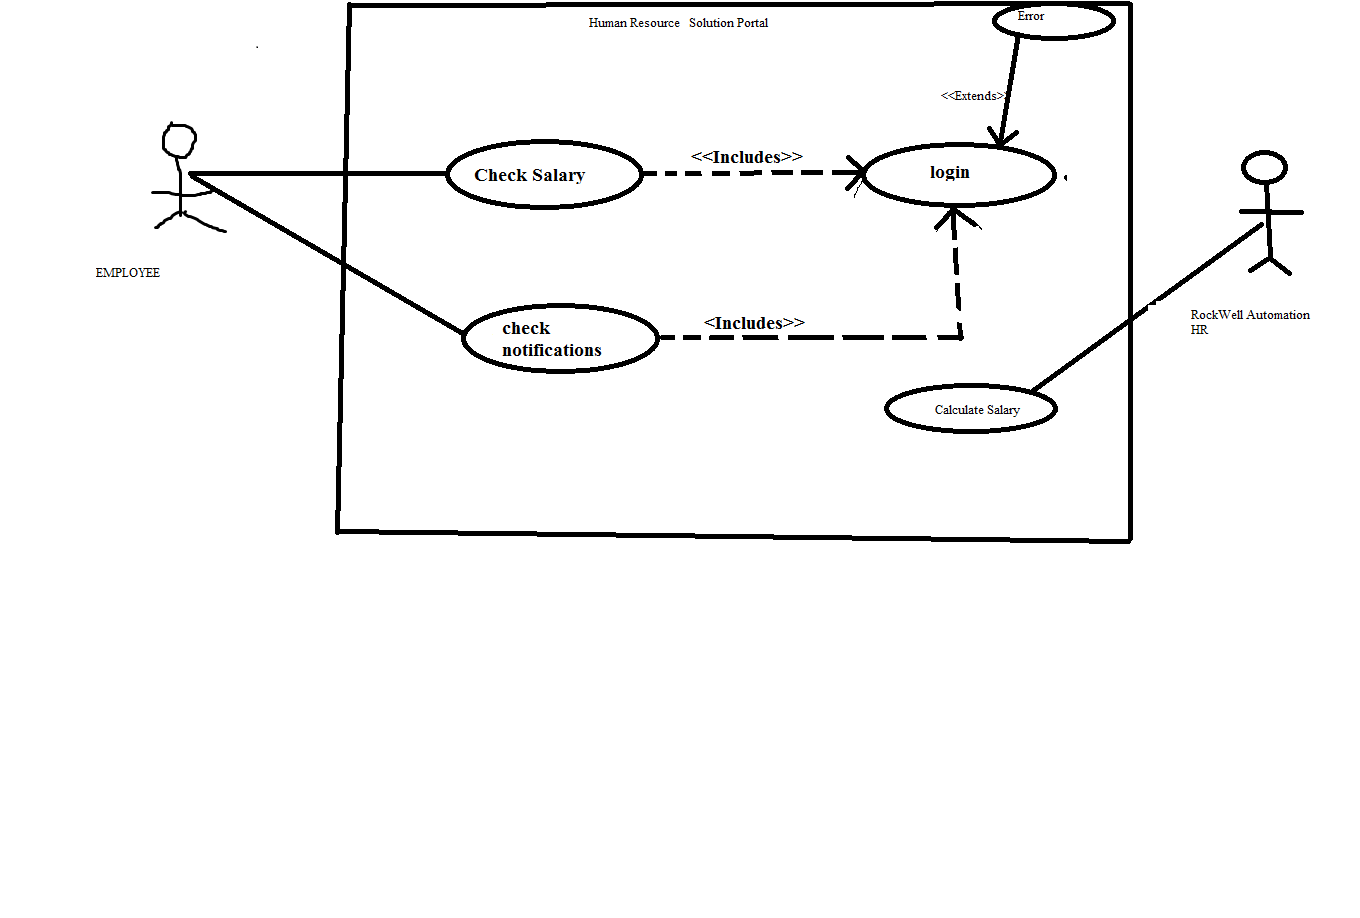 Error
Human Resource   Solution Portal
<<Extends>
<<Includes>>
Check Salary
login
EMPLOYEE
RockWell Automation
HR
<Includes>>
check
notifications
Calculate Salary